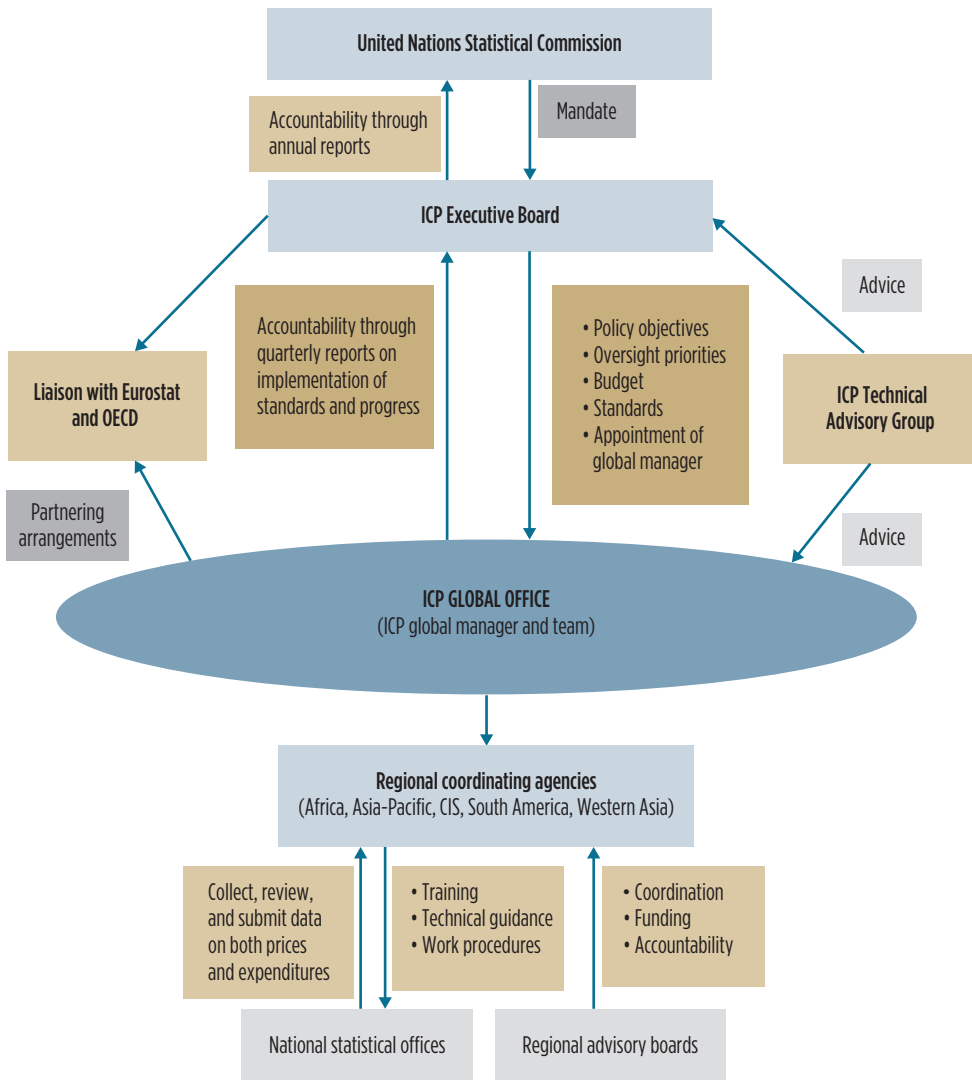 United Nations Statistical Commission
Accountability through
annual reports
Mandate
ICP Executive Board
Advice
Accountability through
quarterly reports on
implementation of
standards and progress
• Policy objectives
• Oversight priorities
• Budget
• Standards
• Appointment of
global manager
Liaison with Eurostat
and OECD
ICP Technical
Advisory Group
Partnering
arrangements
Advice
ICP GLOBAL OFFICE
(ICP global manager and team)
Regional coordinating agencies
(Africa, Asia-Pacific, CIS, South America, Western Asia)
Collect, review,
and submit data
on both prices
and expenditures
• Training
• Technical guidance
• Work procedures
• Coordination
• Funding
• Accountability
National statistical offices
Regional advisory boards